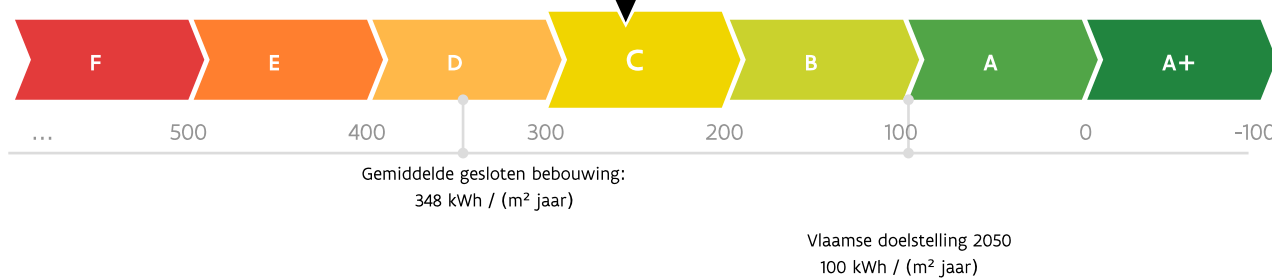 F E D C B A A+
... 500 400 300 200 100 0 -100
Gemiddelde gesloten bebouwing:
348 kWh / (m² jaar)
Vlaamse doelstelling 2050
100 kWh / (m² jaar)